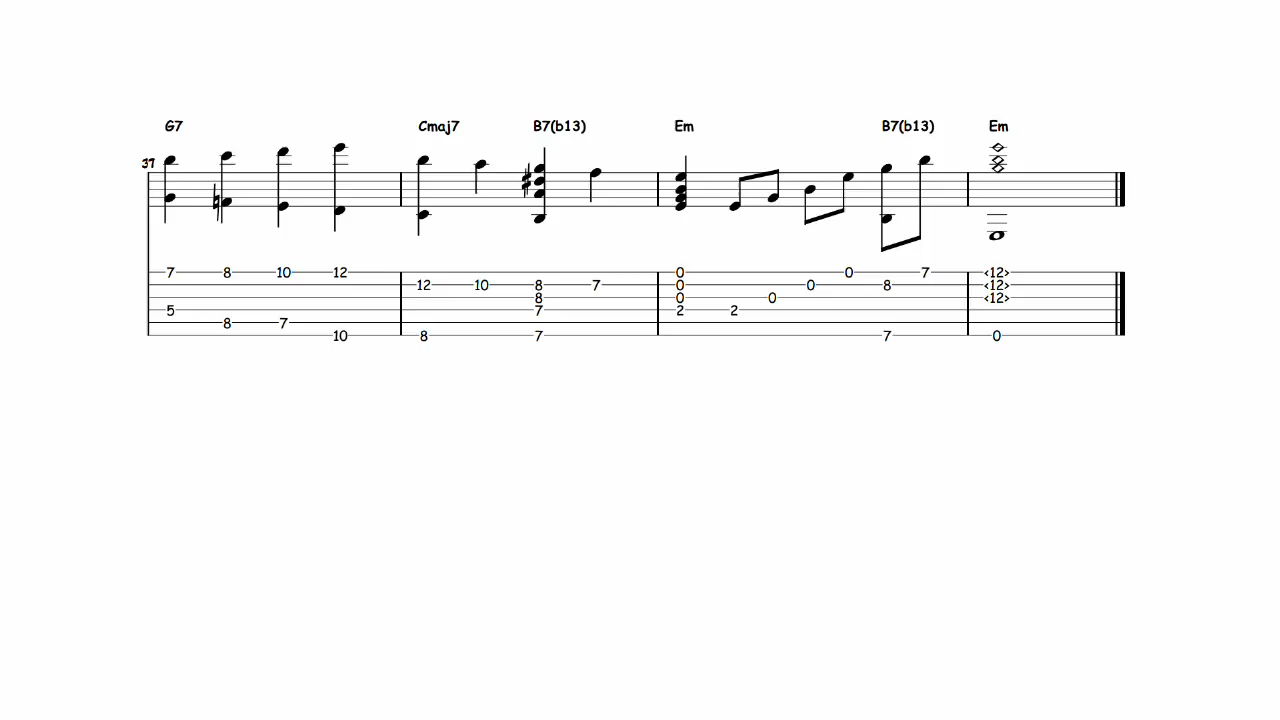 G7 Cmaj7 B7(b13) Em B7(b13) Em
37
7 8 10 12 0 0 7 <12>
12 10 8 7 0 0 8 <12>
8 0 0 <12>
5 7 2 2
8 7
10 8 7 7 0